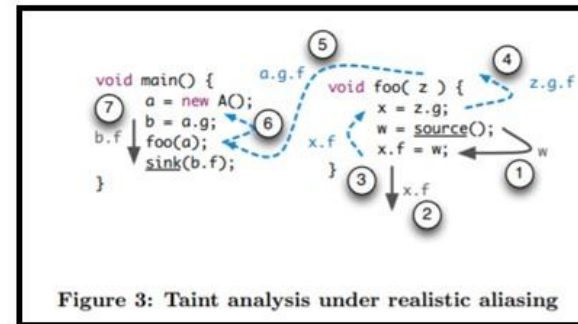 5
4
a.g.f
void main() {
void foo( z ) {
z.g.f
a = new A();
x = z.g;
7
b = a.g;
6
w = source();
b.f
foo(a);
x.f
x.f = w;
w
sink(b.f);
}
3
1
}
x.f
2
Figure 3: Taint analysis under realistic aliasing